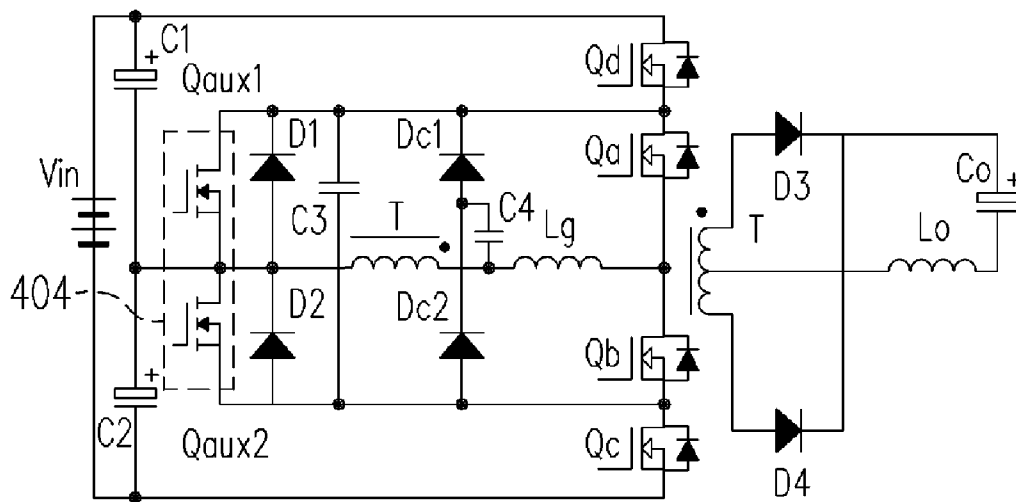 C1
+
Qaux1
Qd
D1
Dc1
Qa
Vin
C3
T
C4
Lg
D3
Co
+
T
Lo
404
D2
Dc2
Qb
+
C2
Qaux2
Qc
D4